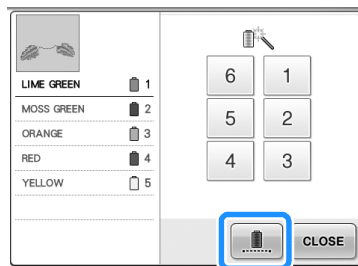 LIME GREEN 1
MOSS GREEN 2
ORANGE 3
RED 4
YELLOW 5
6 1
5 2
4 3
CLOSE